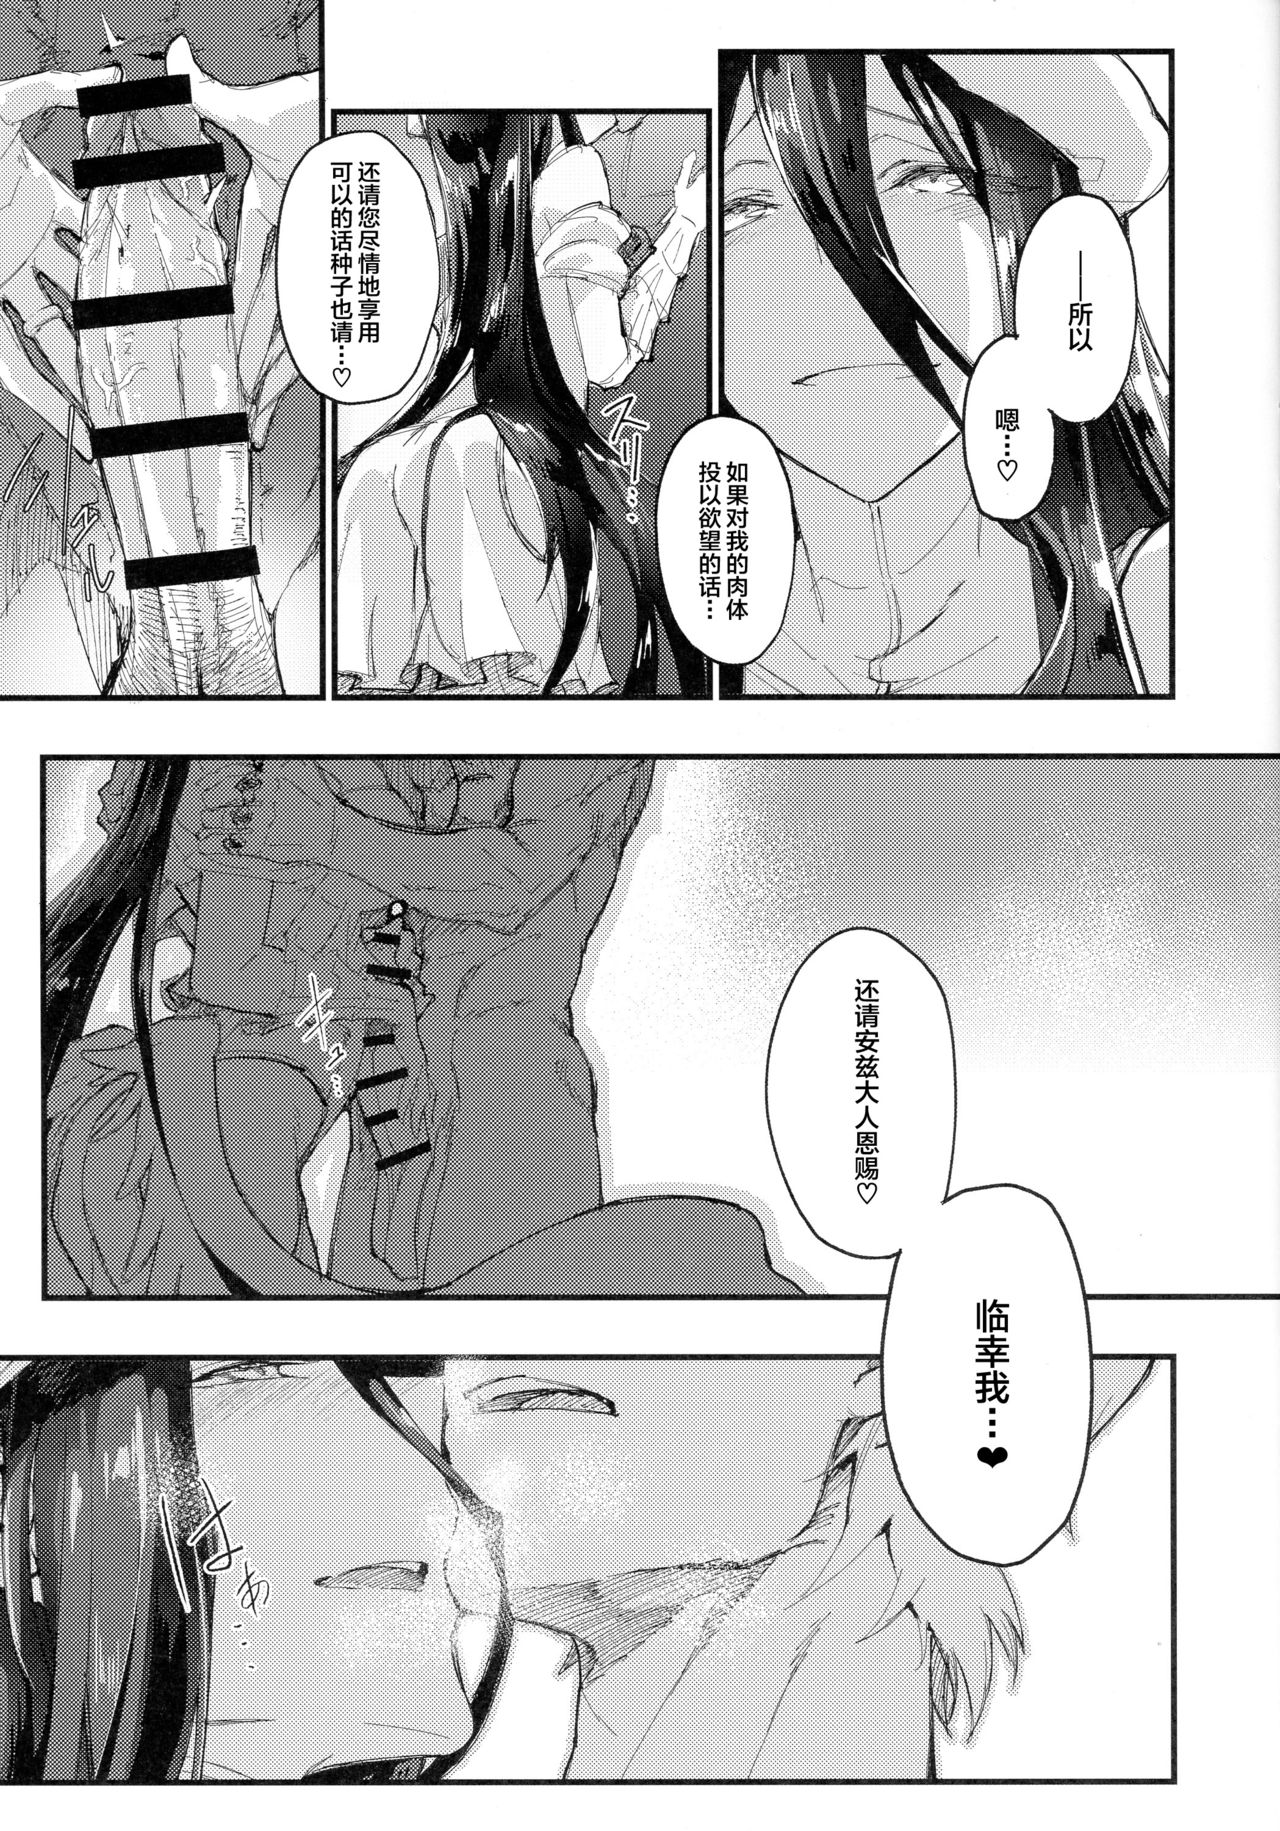 ——所以
嗯…♡
如果对我的肉体
投以欲望的话…
スリ…。
还请您尽情地享用
可以的话种子也请…♡
还请安兹大人恩赐♡
临幸我…❤
キュ…
はぁ…